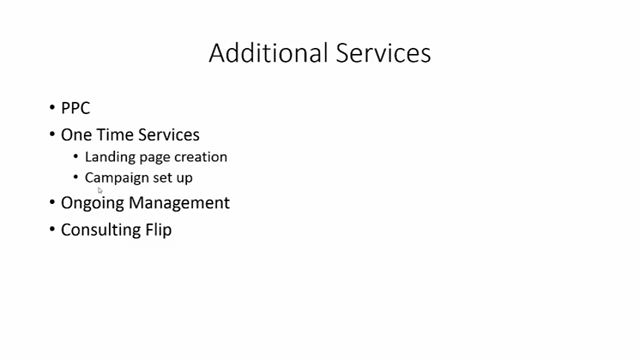 Additional Services
• PPC
• One Time Services
• Landing page creation
• Campaign set up
• Ongoing Management
• Consulting Flip